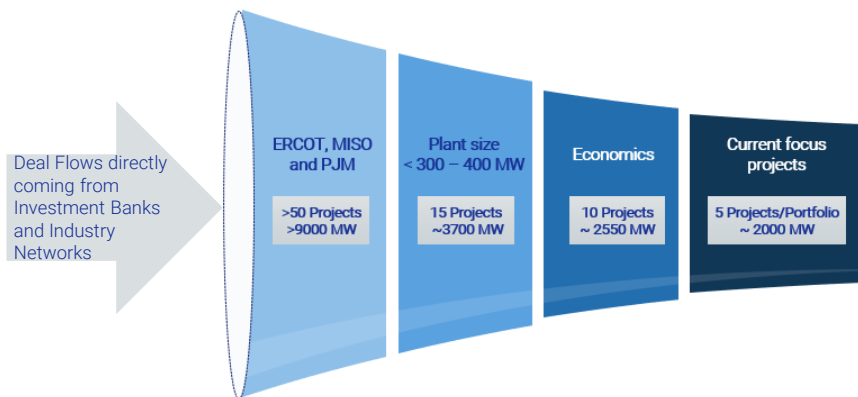 Deal Flows directly
coming from
Investment Banks
and Industry
Networks
ERCOT, MISO
and PJM
>50 Projects
>9000 MW
Plant size
< 300 – 400 MW
15 Projects
~3700 MW
Economics
10 Projects
~ 2550 MW
Current focus
projects
5 Projects/Portfolio
~ 2000 MW